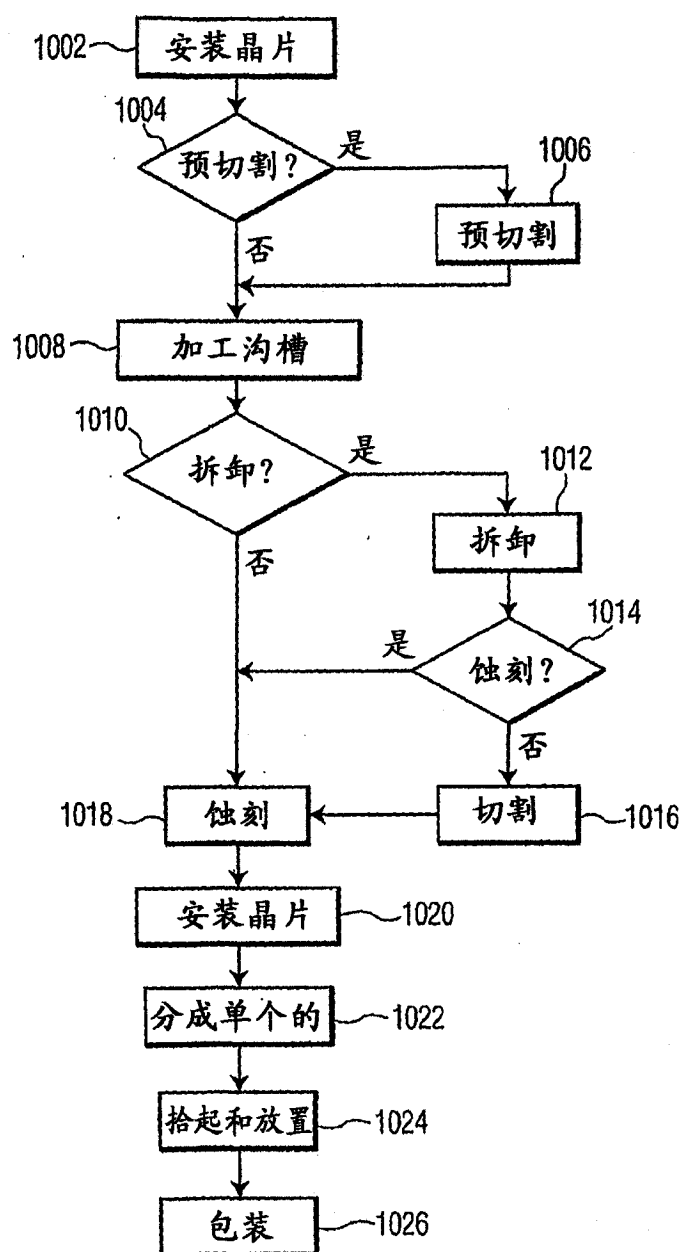 1002
安装晶片
1004
预切割？
是
1006
预切割
否
1008
加工沟槽
1010
拆卸？
是
1012
拆卸
否
1014
是
蚀刻？
否
1018
蚀刻
切割
1016
安装晶片
1020
分成单个的
1022
拾起和放置
1024
包装
1026